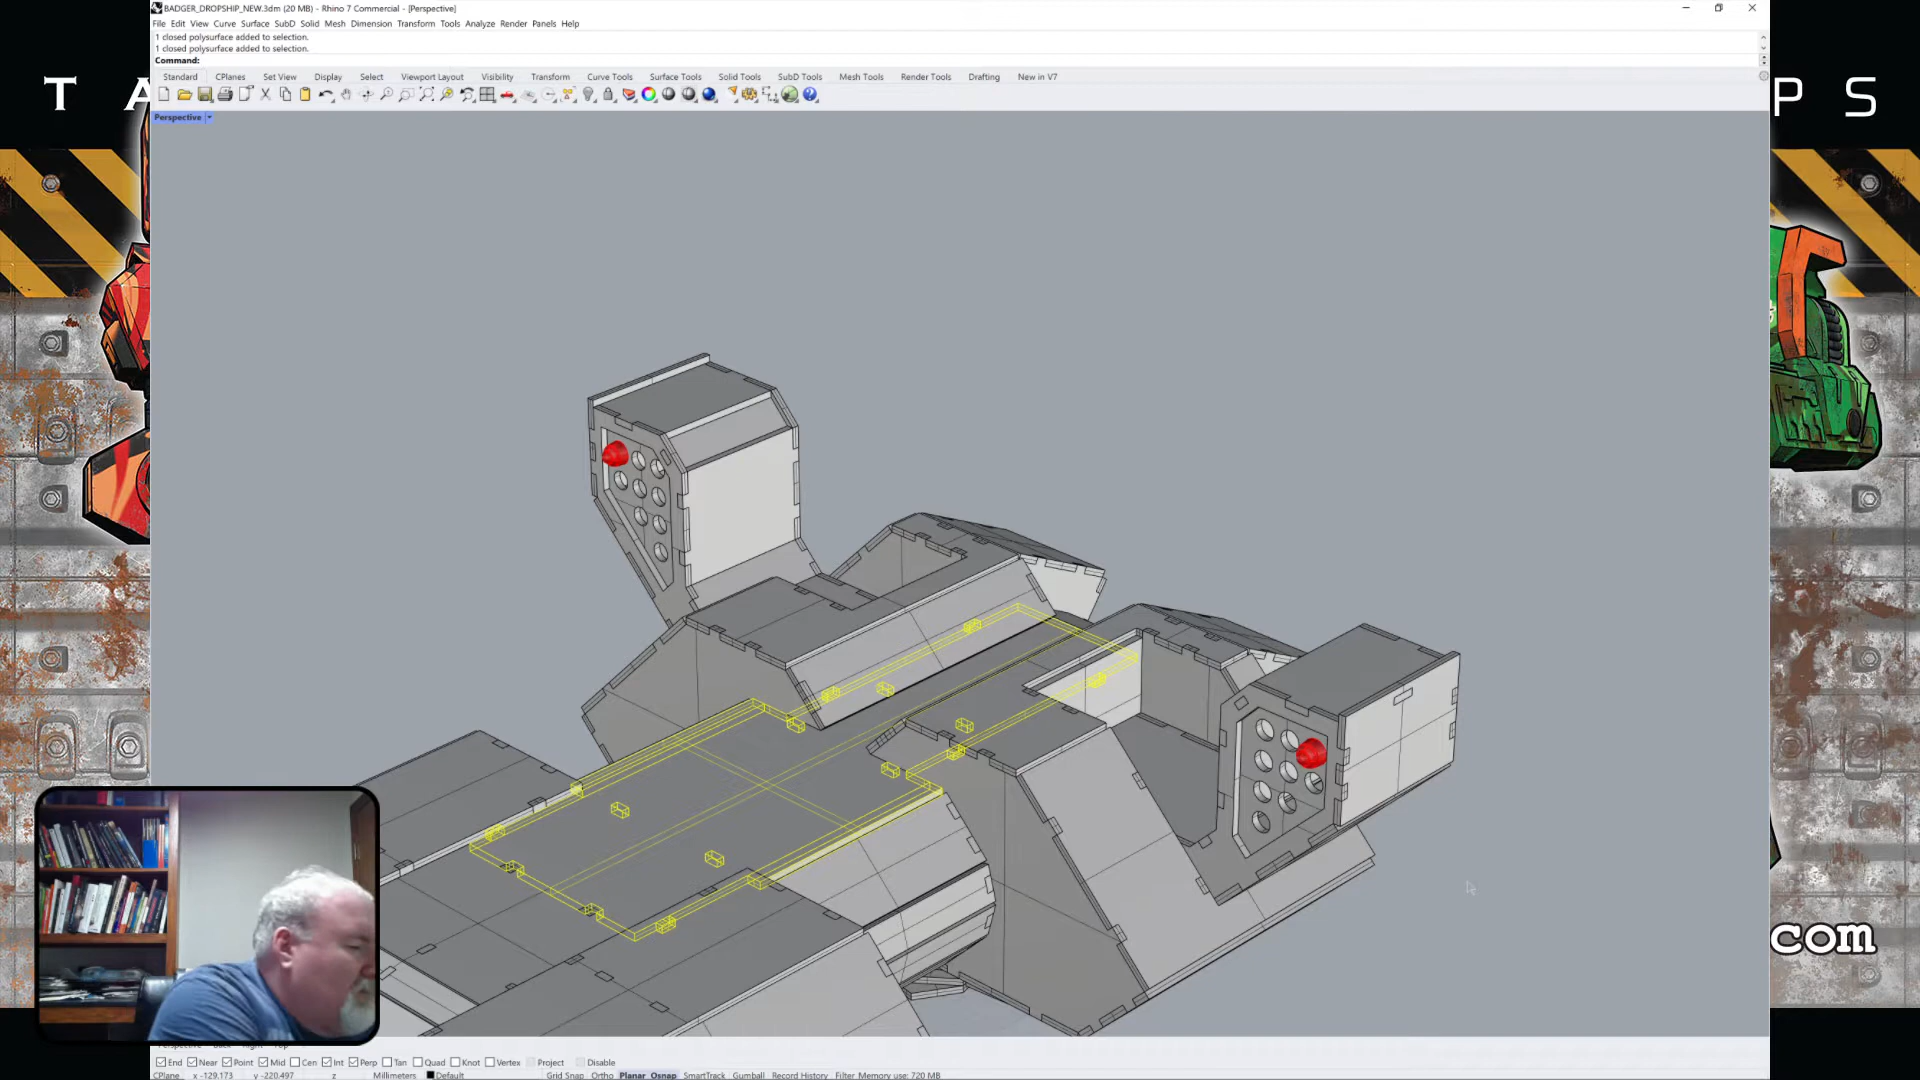 BADGER_DROPSHIP_NEW.3dm (20 MB) - Rhino 7 Commercial - [Perspective]
File Edit View Curve Surface SubD Solid Mesh Dimension Transform Tools Analyze Render Panels Help
1 closed polysurface added to selection.
1 closed polysurface added to selection.
Command:
Standard CPlanes Set View Display Select Viewport Layout Visibility Transform Curve Tools Surface Tools Solid Tools SubD Tools Mesh Tools Render Tools Drafting New in V7
T A
P S
Perspective
com
End Near Point Mid Cen Int Perp Tan Quad Knot Vertex Project Disable
CPlane x -129.173 y -220.497 z Millimeters Default Grid Snap Ortho Planar Osnap SmartTrack Gumball Record History Filter Memory use: 720 MB